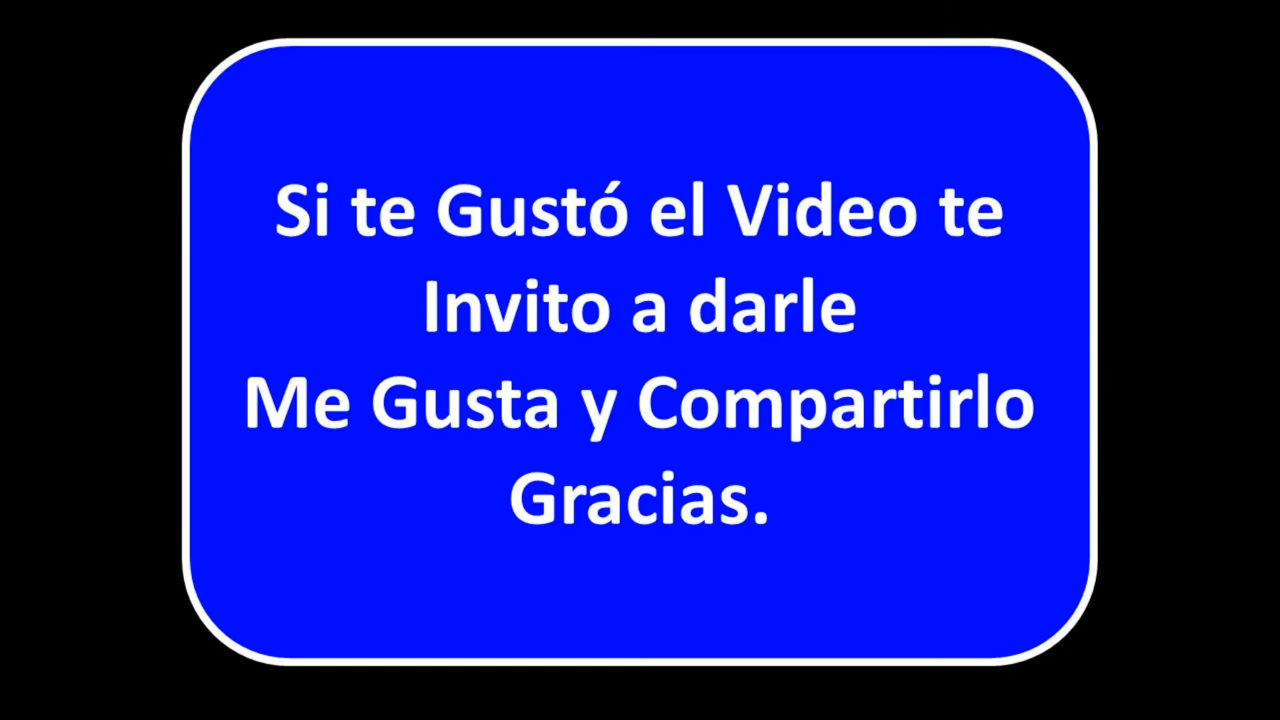 Si te Gustó el Video te
Invito a darle
Me Gusta y Compartirlo
Gracias.